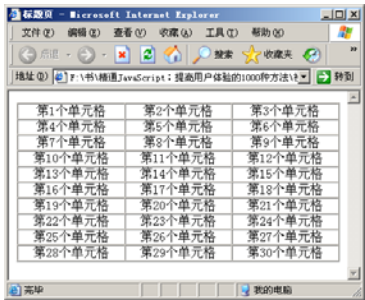 标题页 - Microsoft Internet Explorer
文件(F) 编辑(E) 查看(V) 收藏(A) 工具(T) 帮助(H)
后退 搜索 收藏夹 »
地址(D) F:\书\精通JavaScript：提高用户体验的1000种方法\ 转到
第1个单元格 第2个单元格 第3个单元格
第4个单元格 第5个单元格 第6个单元格
第7个单元格 第8个单元格 第9个单元格
第10个单元格 第11个单元格 第12个单元格
第13个单元格 第14个单元格 第15个单元格
第16个单元格 第17个单元格 第18个单元格
第19个单元格 第20个单元格 第21个单元格
第22个单元格 第23个单元格 第24个单元格
第25个单元格 第26个单元格 第27个单元格
第28个单元格 第29个单元格 第30个单元格
完毕 我的电脑